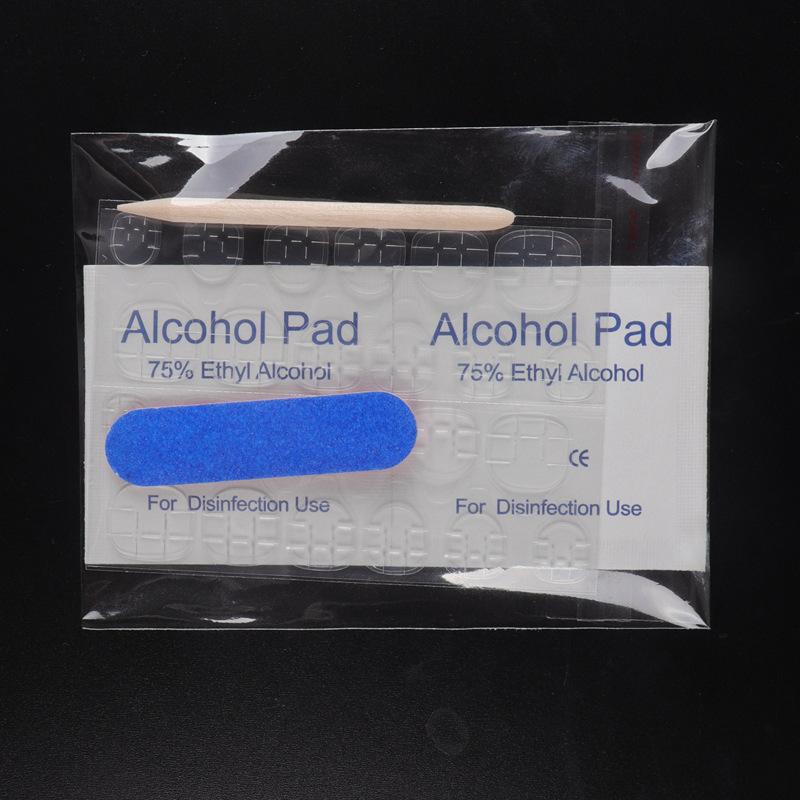 Alcohol Pad
75% Ethyl Alcohol
For Disinfection Use
Alcohol Pad
75% Ethyl Alcohol
CE
For Disinfection Use